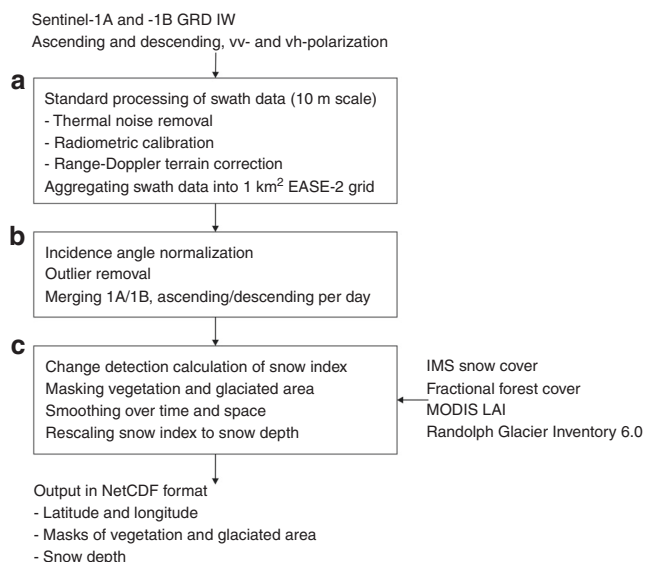 Sentinel-1A and -1B GRD IW
Ascending and descending, vv- and vh-polarization
a
Standard processing of swath data (10 m scale)
- Thermal noise removal
- Radiometric calibration
- Range-Doppler terrain correction
Aggregating swath data into 1 km² EASE-2 grid
b
Incidence angle normalization
Outlier removal
Merging 1A/1B, ascending/descending per day
c
Change detection calculation of snow index
Masking vegetation and glaciated area
Smoothing over time and space
Rescaling snow index to snow depth
IMS snow cover
Fractional forest cover
MODIS LAI
Randolph Glacier Inventory 6.0
Output in NetCDF format
- Latitude and longitude
- Masks of vegetation and glaciated area
- Snow depth